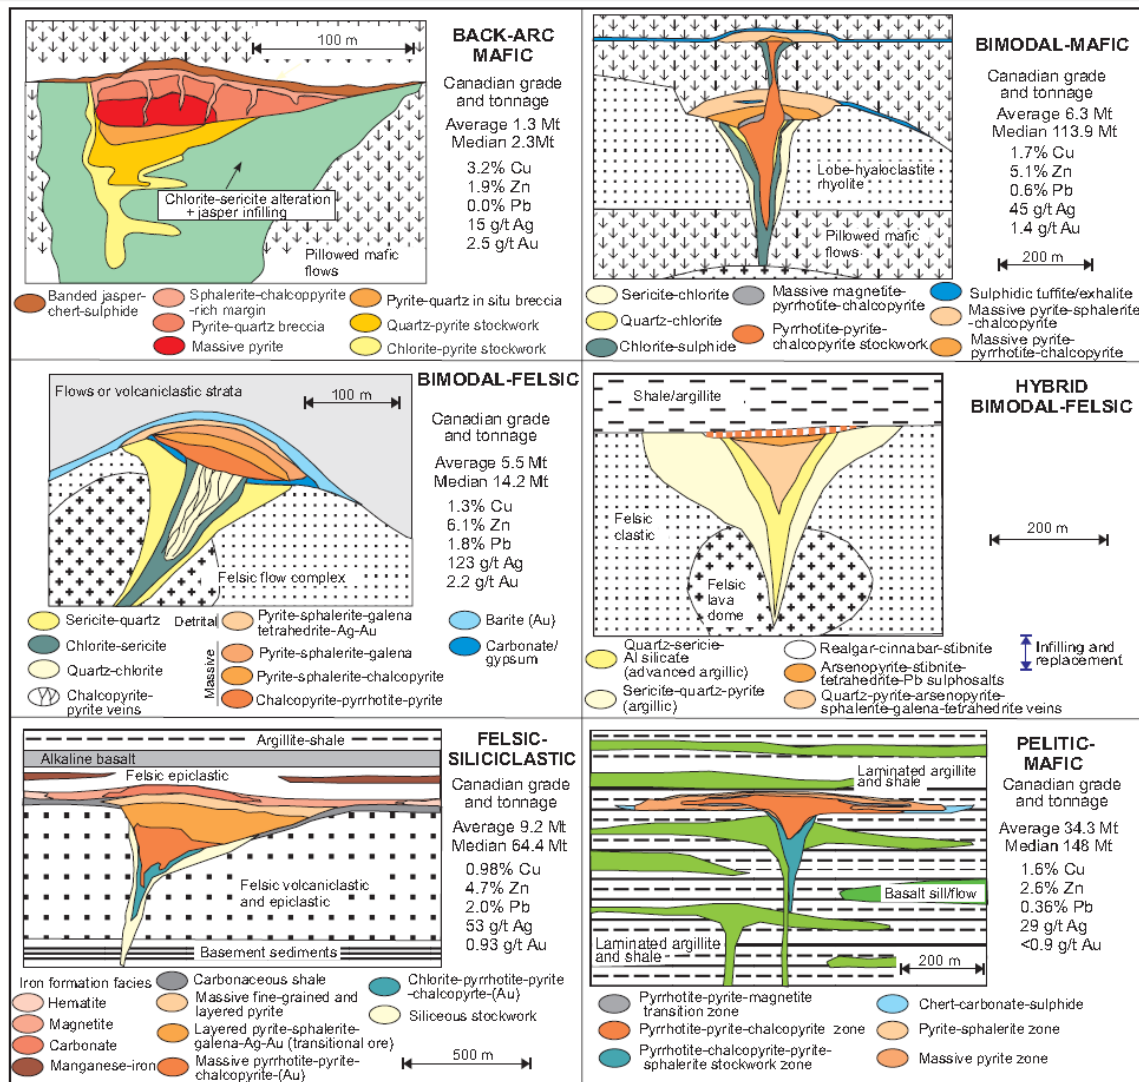 BACK-ARC
MAFIC
100 m
Canadian grade
and tonnage
Average 1.3 Mt
Median 2.3Mt
3.2% Cu
1.9% Zn
0.0% Pb
15 g/t Ag
2.5 g/t Au
Chlorite-sericite alteration
+ jasper infilling
Pillowed mafic
flows
Banded jasper-
chert-sulphide
Sphalerite-chalcoppyrite
-rich margin
Pyrite-quartz breccia
Massive pyrite
Pyrite-quartz in situ breccia
Quartz-pyrite stockwork
Chlorite-pyrite stockwork
BIMODAL-MAFIC
Canadian grade
and tonnage
Average 6.3 Mt
Median 113.9 Mt
1.7% Cu
5.1% Zn
0.6% Pb
45 g/t Ag
1.4 g/t Au
200 m
Lobe-hyaloclastite
rhyolite
Pillowed mafic
flows
Sericite-chlorite
Quartz-chlorite
Chlorite-sulphide
Massive magnetite-
pyrrhotite-chalcopyrite
Pyrrhotite-pyrite-
chalcopyrite stockwork
Sulphidic tuffite/exhalite
Massive pyrite-sphalerite
-chalcopyrite
Massive pyrite-
pyrrhotite-chalcopyrite
BIMODAL-FELSIC
Flows or volcaniclastic strata
100 m
Canadian grade
and tonnage
Average 5.5 Mt
Median 14.2 Mt
1.3% Cu
6.1% Zn
1.8% Pb
123 g/t Ag
2.2 g/t Au
Felsic flow complex
Sericite-quartz
Chlorite-sericite
Quartz-chlorite
Chalcopyrite-
pyrite veins
Detrital
Massive
Pyrite-sphalerite-galena
tetrahedrite-Ag-Au
Pyrite-sphalerite-galena
Pyrite-sphalerite-chalcopyrite
Chalcopyrite-pyrrhotite-pyrite
Barite (Au)
Carbonate/
gypsum
HYBRID
BIMODAL-FELSIC
Shale/argillite
200 m
Felsic
clastic
Felsic
lava
dome
Quartz-sericie-
Al silicate
(advanced argillic)
Sericite-quartz-pyrite
(argillic)
Realgar-cinnabar-stibnite
Arsenopyrite-stibnite-
tetrahedrite-Pb sulphosalts
Quartz-pyrite-arsenopyrite-
sphalerite-galena-tetrahedrite veins
Infilling and
replacement
FELSIC-
SILICICLASTIC
Argillite-shale
Alkaline basalt
Felsic epiclastic
Canadian grade
and tonnage
Average 9.2 Mt
Median 64.4 Mt
0.98% Cu
4.7% Zn
2.0% Pb
53 g/t Ag
0.93 g/t Au
Felsic volcaniclastic
and epiclastic
Basement sediments
Iron formation facies
Hematite
Magnetite
Carbonate
Manganese-iron
Carbonaceous shale
Massive fine-grained and
layered pyrite
Layered pyrite-sphalerite-
galena-Ag-Au (transitional ore)
Massive pyrrhotite-pyrite-
chalcopyrite-(Au)
Chlorite-pyrrhotite-pyrite
-chalcopyrte-(Au)
Siliceous stockwork
500 m
PELITIC-
MAFIC
Laminated argillite
and shale
Canadian grade
and tonnage
Average 34.3 Mt
Median 148 Mt
1.6% Cu
2.6% Zn
0.36% Pb
29 g/t Ag
<0.9 g/t Au
Basalt sill/flow
Laminated argillite
and shale
200 m
Pyrrhotite-pyrite-magnetite
transition zone
Pyrrhotite-pyrite-chalcopyrite zone
Pyrrhotite-chalcopyrite-pyrite-
sphalerite stockwork zone
Chert-carbonate-sulphide
Pyrite-sphalerite zone
Massive pyrite zone